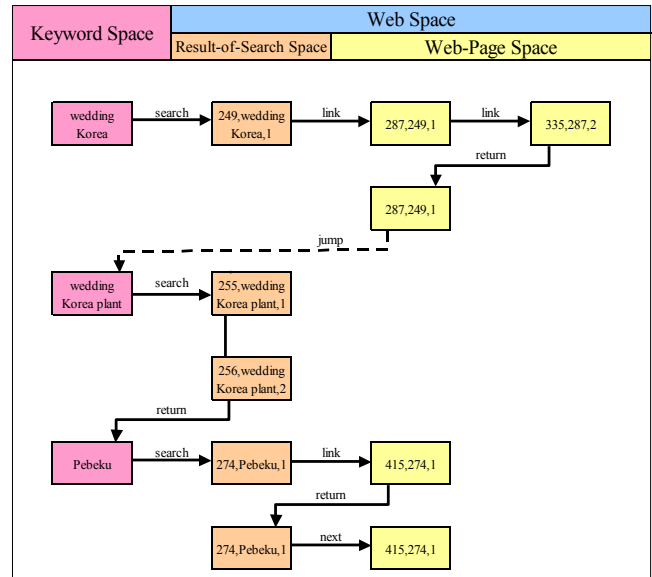 Keyword Space
Web Space
Result-of-Search Space
Web-Page Space
wedding
Korea
search
249,wedding
Korea,1
link
287,249,1
link
335,287,2
return
287,249,1
jump
wedding
Korea plant
search
255,wedding
Korea plant,1
256,wedding
Korea plant,2
return
Pebeku
search
274,Pebeku,1
link
415,274,1
return
274,Pebeku,1
next
415,274,1